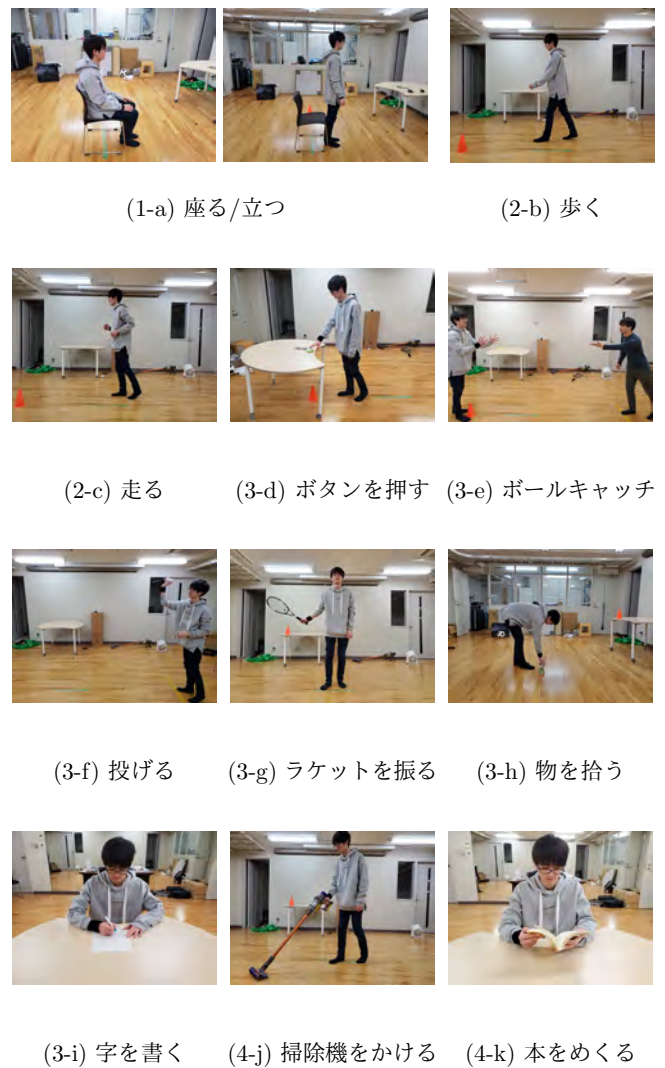 (1-a) 座る/立つ
(2-b) 歩く
(2-c) 走る
(3-d) ボタンを押す
(3-e) ボールキャッチ
(3-f) 投げる
(3-g) ラケットを振る
(3-h) 物を拾う
(3-i) 字を書く
(4-j) 掃除機をかける
(4-k) 本をめくる